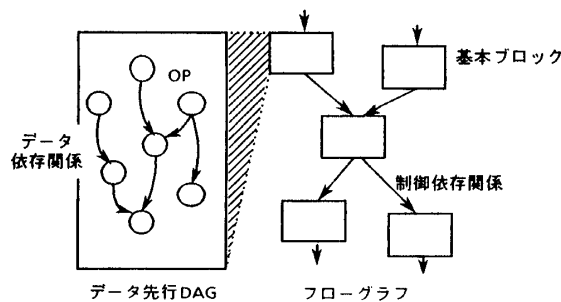 OP
基本ブロック
データ
依存関係
制御依存関係
データ先行DAG
フローグラフ